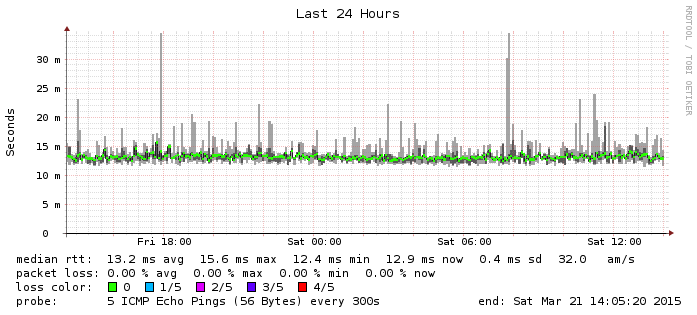 Last 24 Hours
RRDTOOL / TOBI OETIKER
Seconds
30 m
25 m
20 m
15 m
10 m
5 m
0
Fri 18:00 Sat 00:00 Sat 06:00 Sat 12:00
median rtt: 13.2 ms avg 15.6 ms max 12.4 ms min 12.9 ms now 0.4 ms sd 32.0 am/s
packet loss: 0.00 % avg 0.00 % max 0.00 % min 0.00 % now
loss color: 0 1/5 2/5 3/5 4/5
probe: 5 ICMP Echo Pings (56 Bytes) every 300s end: Sat Mar 21 14:05:20 2015